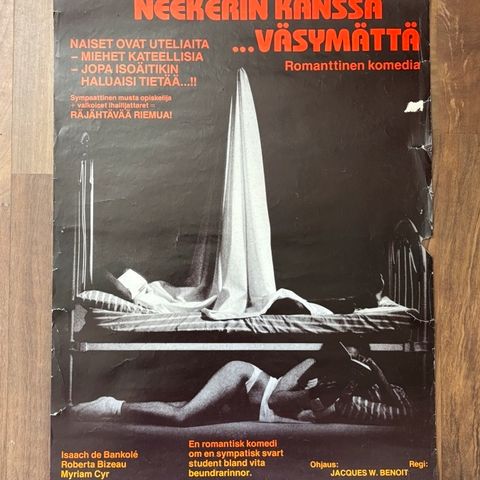 NEEKERIN KANSSA
...VÄSYMÄTTÄ
Romanttinen komedia
NAISET OVAT UTELIAITA
– MIEHET KATEELLISIA
– JOPA ISOÄITIKIN
HALUAISI TIETÄÄ...!!
Sympaattinen musta opiskelija
+ valkoiset ihailijattaret =
RÄJÄHTÄVÄÄ RIEMUA!
Isaach de Bankolé
Roberta Bizeau
Myriam Cyr
En romantisk komedi
om en sympatisk svart
student bland vita
beundrarinnor.
Ohjaus: Regi:
JACQUES W. BENOIT